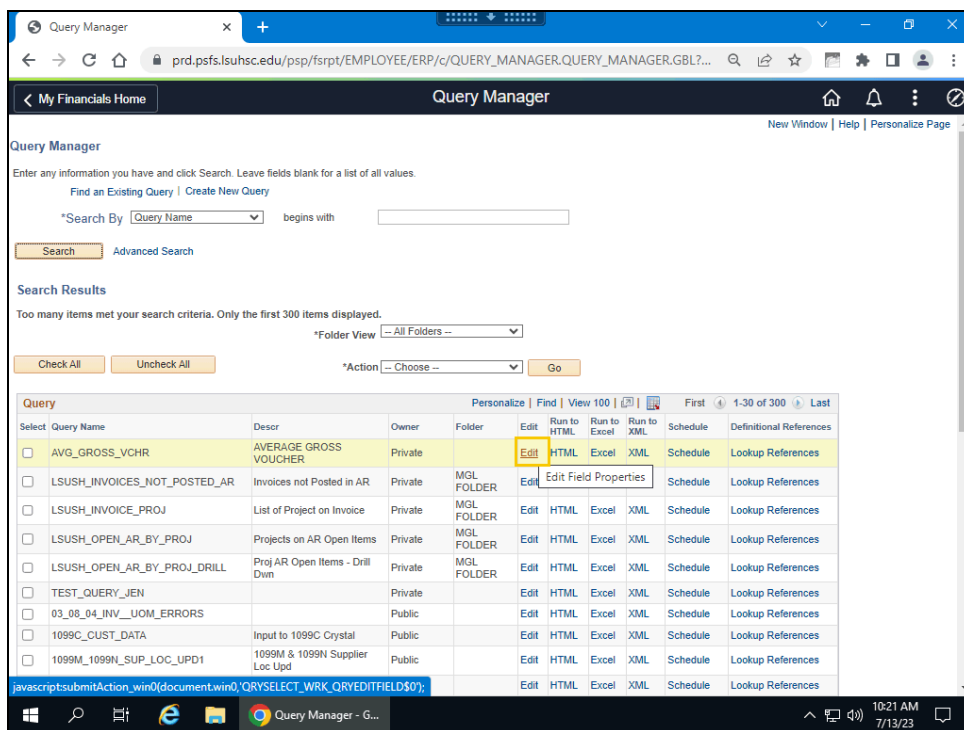 Query Manager
prd.psfs.lsuhsc.edu/psp/fsrpt/EMPLOYEE/ERP/c/QUERY_MANAGER.QUERY_MANAGER.GBL?...
My Financials Home
Query Manager
New Window | Help | Personalize Page
Query Manager
Enter any information you have and click Search. Leave fields blank for a list of all values.
Find an Existing Query | Create New Query
*Search By Query Name begins with
Search Advanced Search
Search Results
Too many items met your search criteria. Only the first 300 items displayed.
*Folder View -- All Folders --
Check All Uncheck All *Action -- Choose -- Go
Query Personalize | Find | View 100 | First 1-30 of 300 Last
Select Query Name Descr Owner Folder Edit Run to HTML Run to Excel Run to XML Schedule Definitional References
AVG_GROSS_VCHR AVERAGE GROSS VOUCHER Private Edit HTML Excel XML Schedule Lookup References
Edit Field Properties
LSUSH_INVOICES_NOT_POSTED_AR Invoices not Posted in AR Private MGL FOLDER Edit Schedule Lookup References
LSUSH_INVOICE_PROJ List of Project on Invoice Private MGL FOLDER Edit HTML Excel XML Schedule Lookup References
LSUSH_OPEN_AR_BY_PROJ Projects on AR Open Items Private MGL FOLDER Edit HTML Excel XML Schedule Lookup References
LSUSH_OPEN_AR_BY_PROJ_DRILL Proj AR Open Items - Drill Dwn Private MGL FOLDER Edit HTML Excel XML Schedule Lookup References
TEST_QUERY_JEN Private Edit HTML Excel XML Schedule Lookup References
03_08_04_INV__UOM_ERRORS Public Edit HTML Excel XML Schedule Lookup References
1099C_CUST_DATA Input to 1099C Crystal Public Edit HTML Excel XML Schedule Lookup References
1099M_1099N_SUP_LOC_UPD1 1099M & 1099N Supplier Loc Upd Public Edit HTML Excel XML Schedule Lookup References
javascript:submitAction_win0(document.win0,'QRYSELECT_WRK_QRYEDITFIELD$0'); Edit HTML Excel XML Schedule Lookup References
Query Manager - G...
10:21 AM
7/13/23